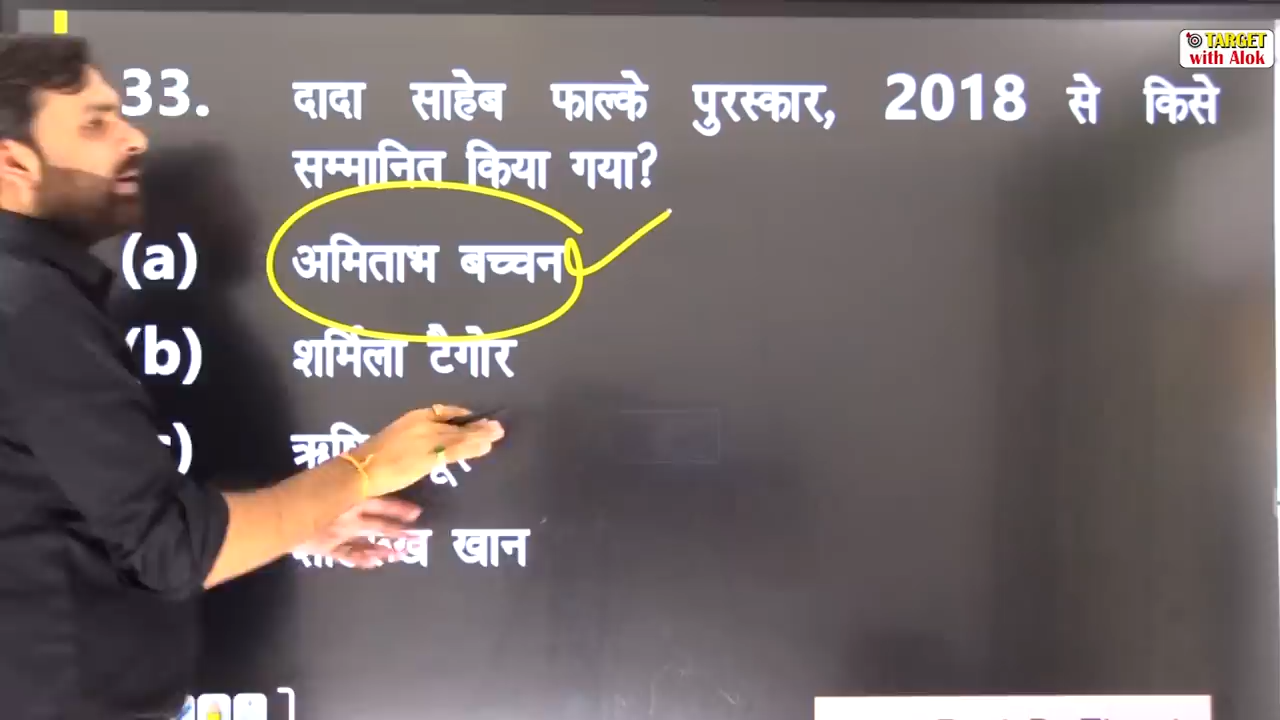 TARGET
with Alok
33. दादा साहेब फाल्के पुरस्कार, 2018 से किसे
सम्मानित किया गया?
(a) अमिताभ बच्चन
(b) शर्मिला टैगोर
खान